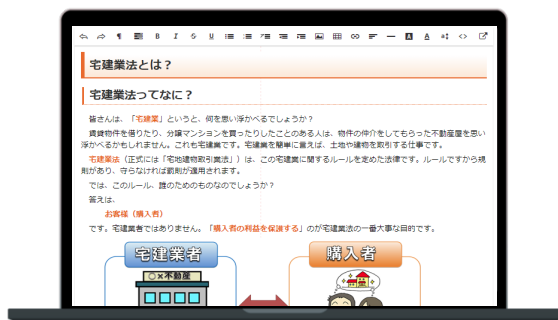 宅建業法とは？
宅建業法ってなに？
皆さんは、「宅建業」というと、何を思い浮かべるでしょうか？
賃貸物件を借りたり、分譲マンションを買ったりしたことのある人は、物件の仲介をしてもらった不動産屋を思い
浮かべるかもしれません。これも宅建業です。宅建業を簡単に言えば、土地や建物を取引する仕事です。
宅建業法（正式には「宅地建物取引業法」）は、この宅建業に関するルールを定めた法律です。ルールですから規
則があり、守らなければ罰則が適用されます。
では、このルール、誰のためのものなのでしょうか？
答えは、
お客様（購入者）
です。宅建業者ではありません。「購入者の利益を保護する」のが宅建業法の一番大事な目的です。
宅建業者
購入者
○×不動産